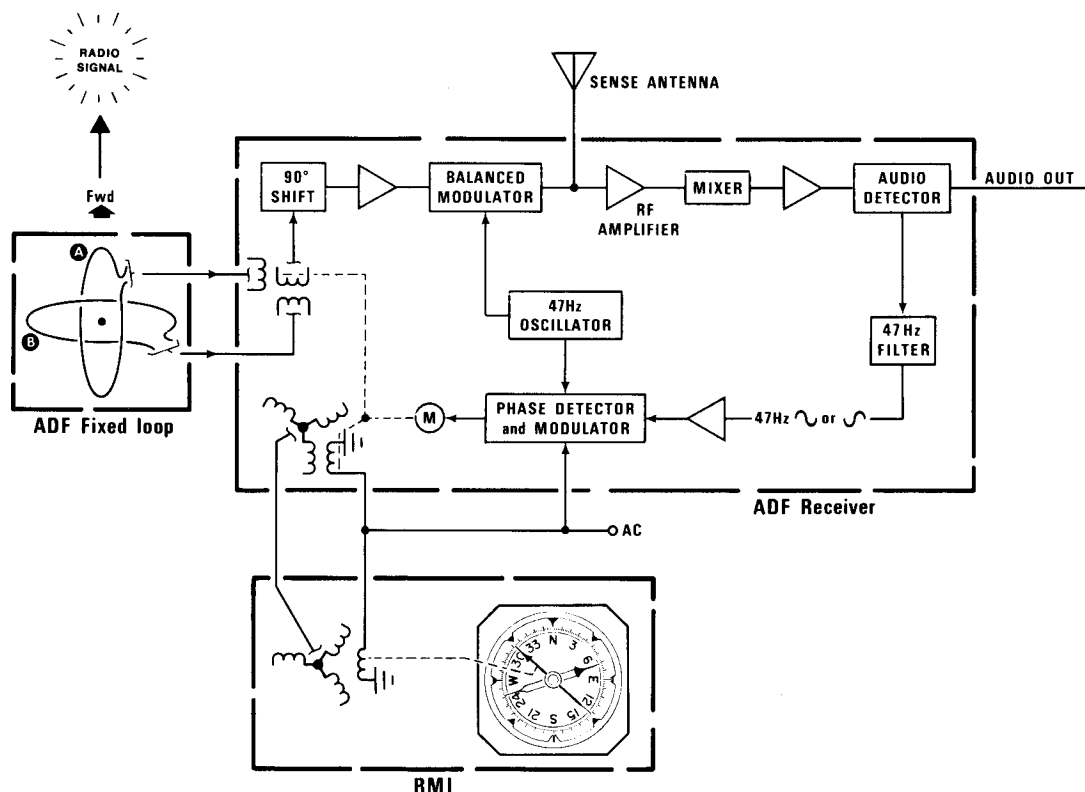 RADIO
SIGNAL
SENSE ANTENNA
Fwd
90°
SHIFT
BALANCED
MODULATOR
RF
AMPLIFIER
MIXER
AUDIO
DETECTOR
AUDIO OUT
A
B
ADF Fixed loop
47Hz
OSCILLATOR
47Hz
FILTER
M
PHASE DETECTOR
and MODULATOR
47Hz or
ADF Receiver
AC
N
3
6
E
12
15
S
21
24
W
30
33
RMI